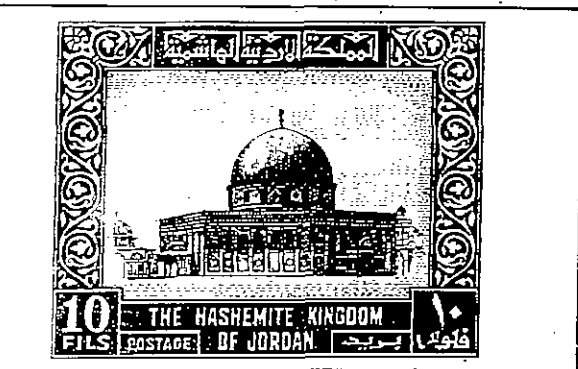 المملكة الأردنية الهاشمية
10 THE HASHEMITE KINGDOM ١٠
FILS POSTAGE OF JORDAN بريد فلوس